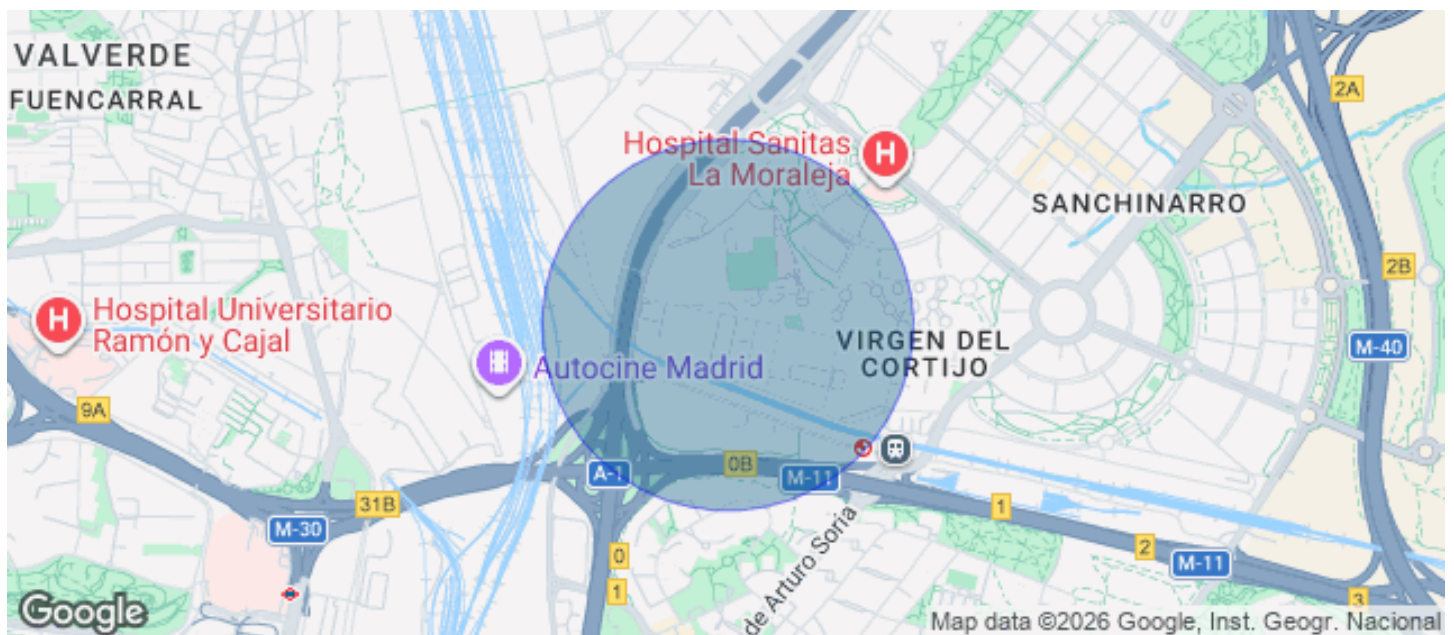 VALVERDE
FUENCARRAL
2A
Hospital Sanitas
La Moraleja
H
SANCHINARRO
2B
H
Hospital Universitario
Ramón y Cajal
VIRGEN DEL
CORTIJO
M-40
Autocine Madrid
9A
A-1
0B
M-11
31B
M-30
1
de Arturo Soria
2
0
M-11
1
3
Google
Map data ©2026 Google, Inst. Geogr. Nacional